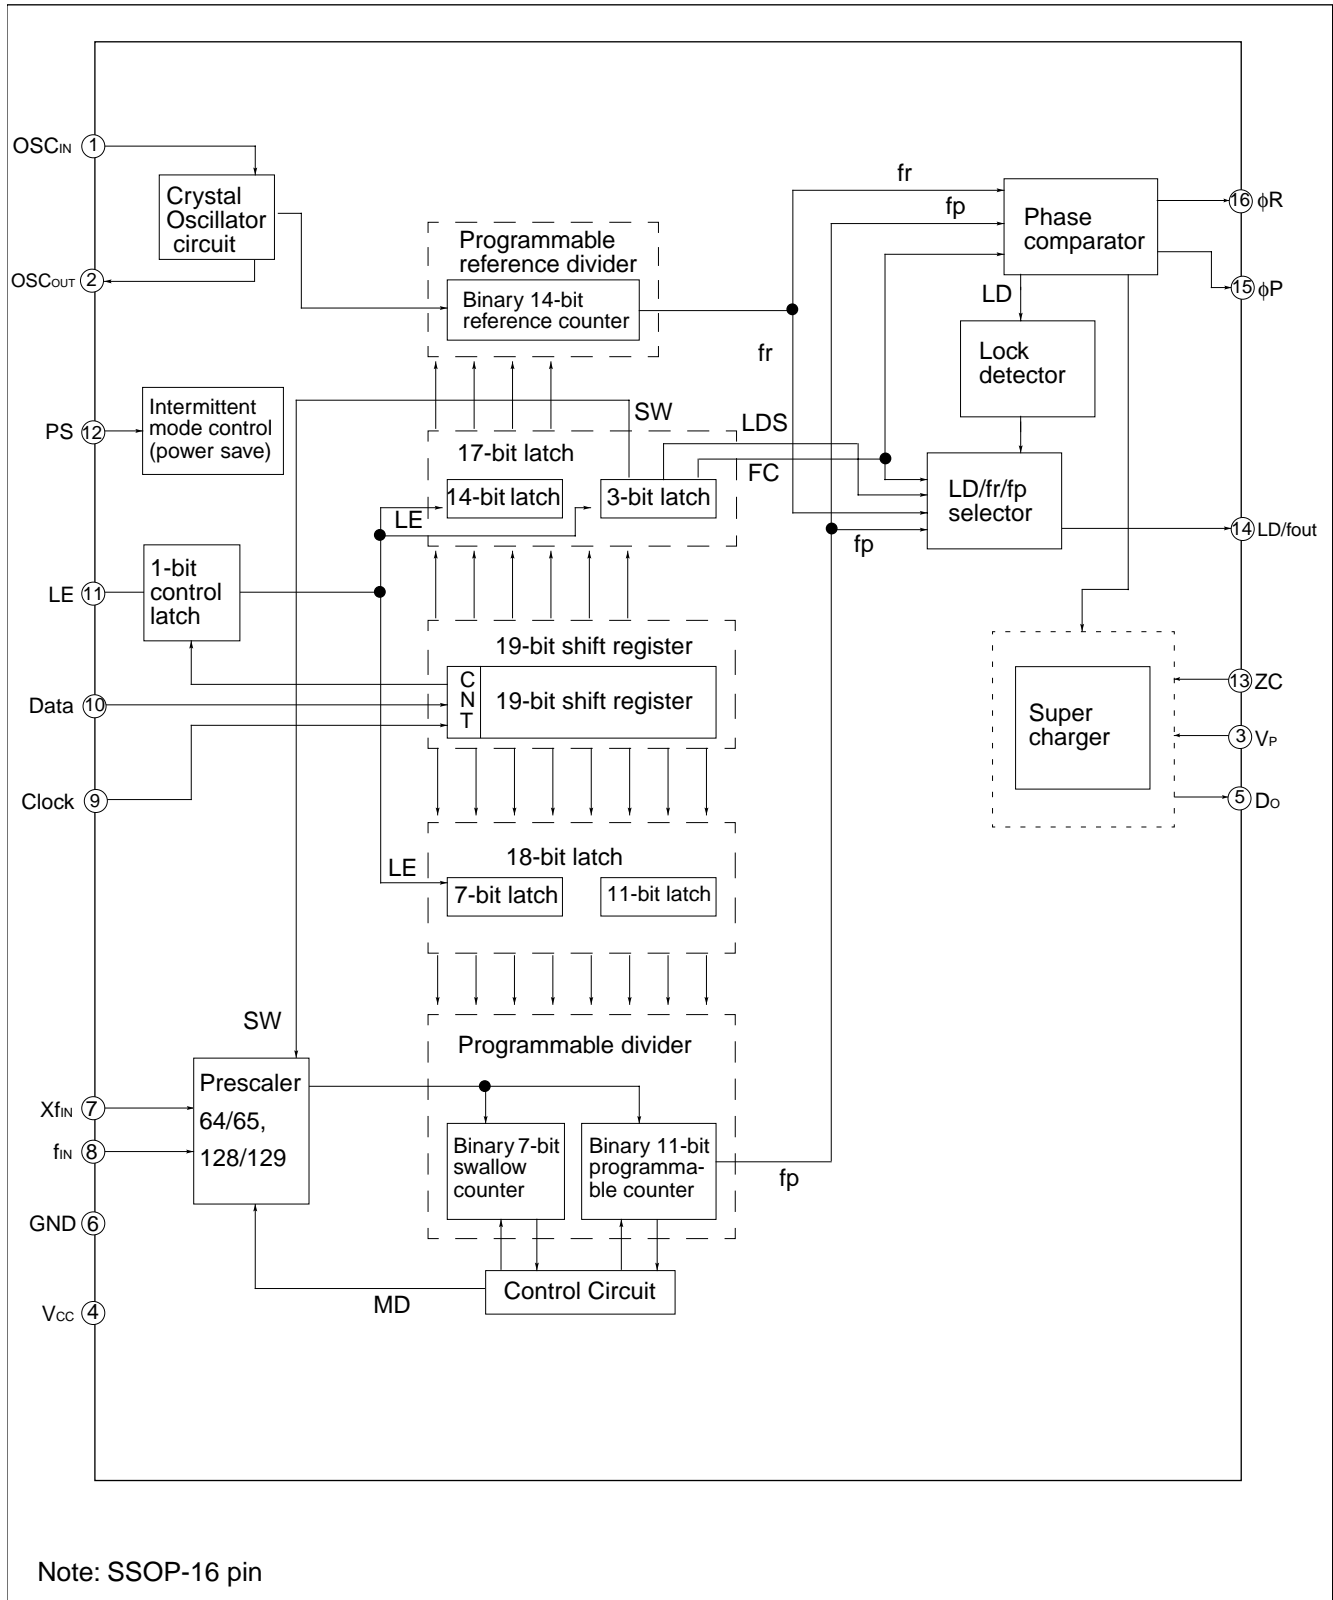 OSCIN 1
Crystal
Oscillator
circuit
OSCOUT 2
Programmable
reference divider
Binary 14-bit
reference counter
fr
fr
fp
Phase
comparator
16 ϕR
15 ϕP
LD
Lock
detector
PS 12
Intermittent
mode control
(power save)
SW
LDS
FC
17-bit latch
14-bit latch
3-bit latch
LE
LD/fr/fp
selector
fp
14 LD/fout
LE 11
1-bit
control
latch
19-bit shift register
C
N
T
19-bit shift register
Data 10
Clock 9
Super
charger
13 ZC
3 VP
5 DO
18-bit latch
LE
7-bit latch
11-bit latch
SW
Programmable divider
Prescaler
64/65,
128/129
XfIN 7
fIN 8
Binary 7-bit
swallow
counter
Binary 11-bit
programma-
ble counter
fp
GND 6
Control Circuit
MD
VCC 4
Note: SSOP-16 pin